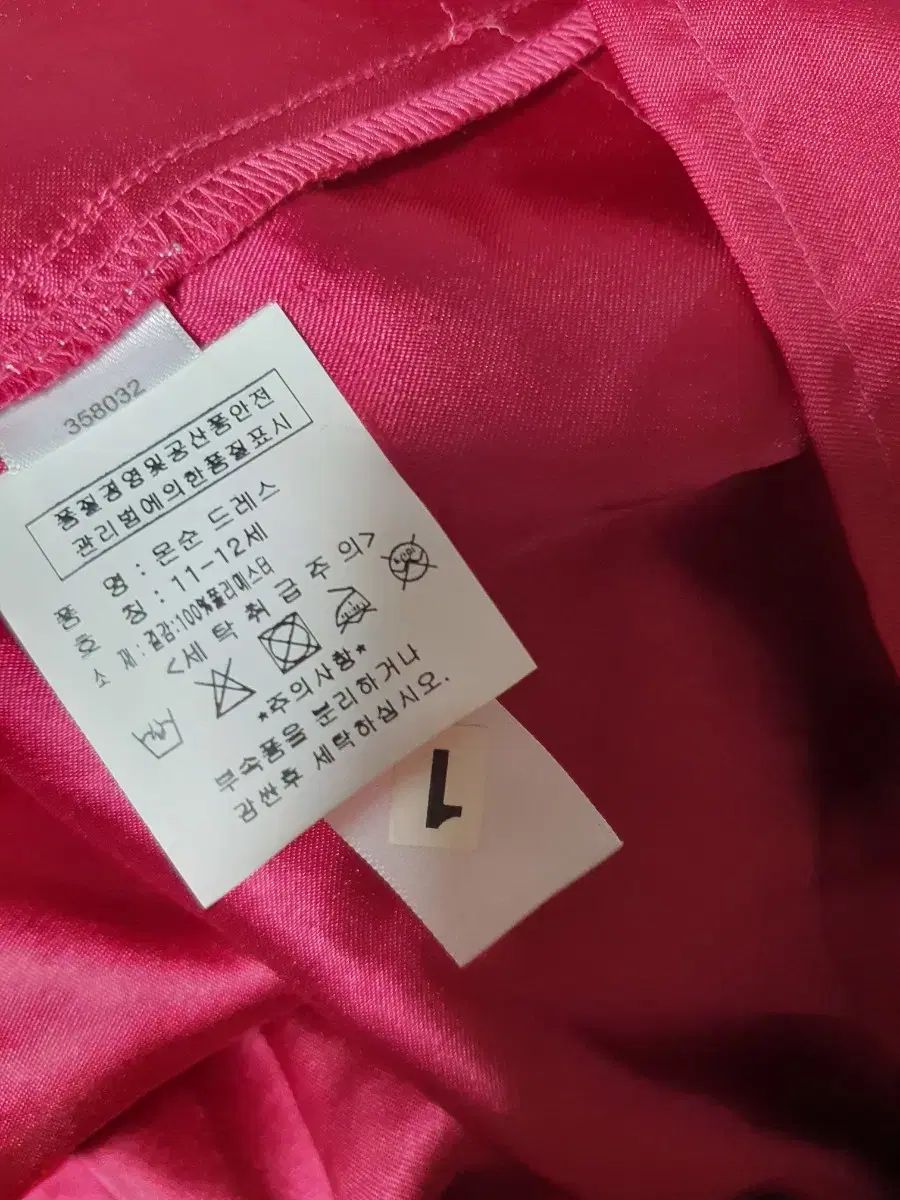 358032
품질경영및공산품안전
관리법에의한품질표시
품 명 : 몬순 드레스
호 칭 : 11-12세
소 재 : 겉감:100%폴리에스터
<세 탁 취 급 주 의>
*주의사항*
부속품을 분리하거나
감싼후 세탁하십시오.
1